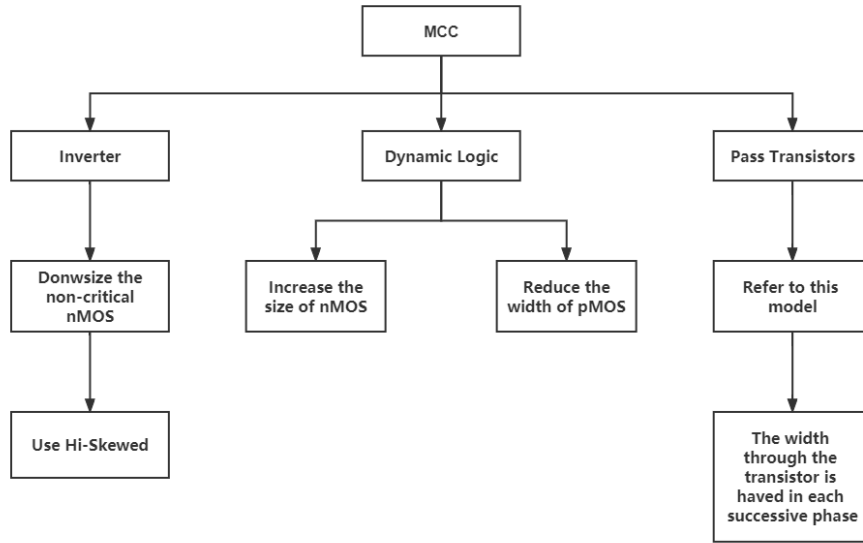 MCC
Inverter
Dynamic Logic
Pass Transistors
Donwsize the
non-critical
nMOS
Increase the
size of nMOS
Reduce the
width of pMOS
Refer to this
model
Use Hi-Skewed
The width
through the
transistor is
haved in each
successive phase